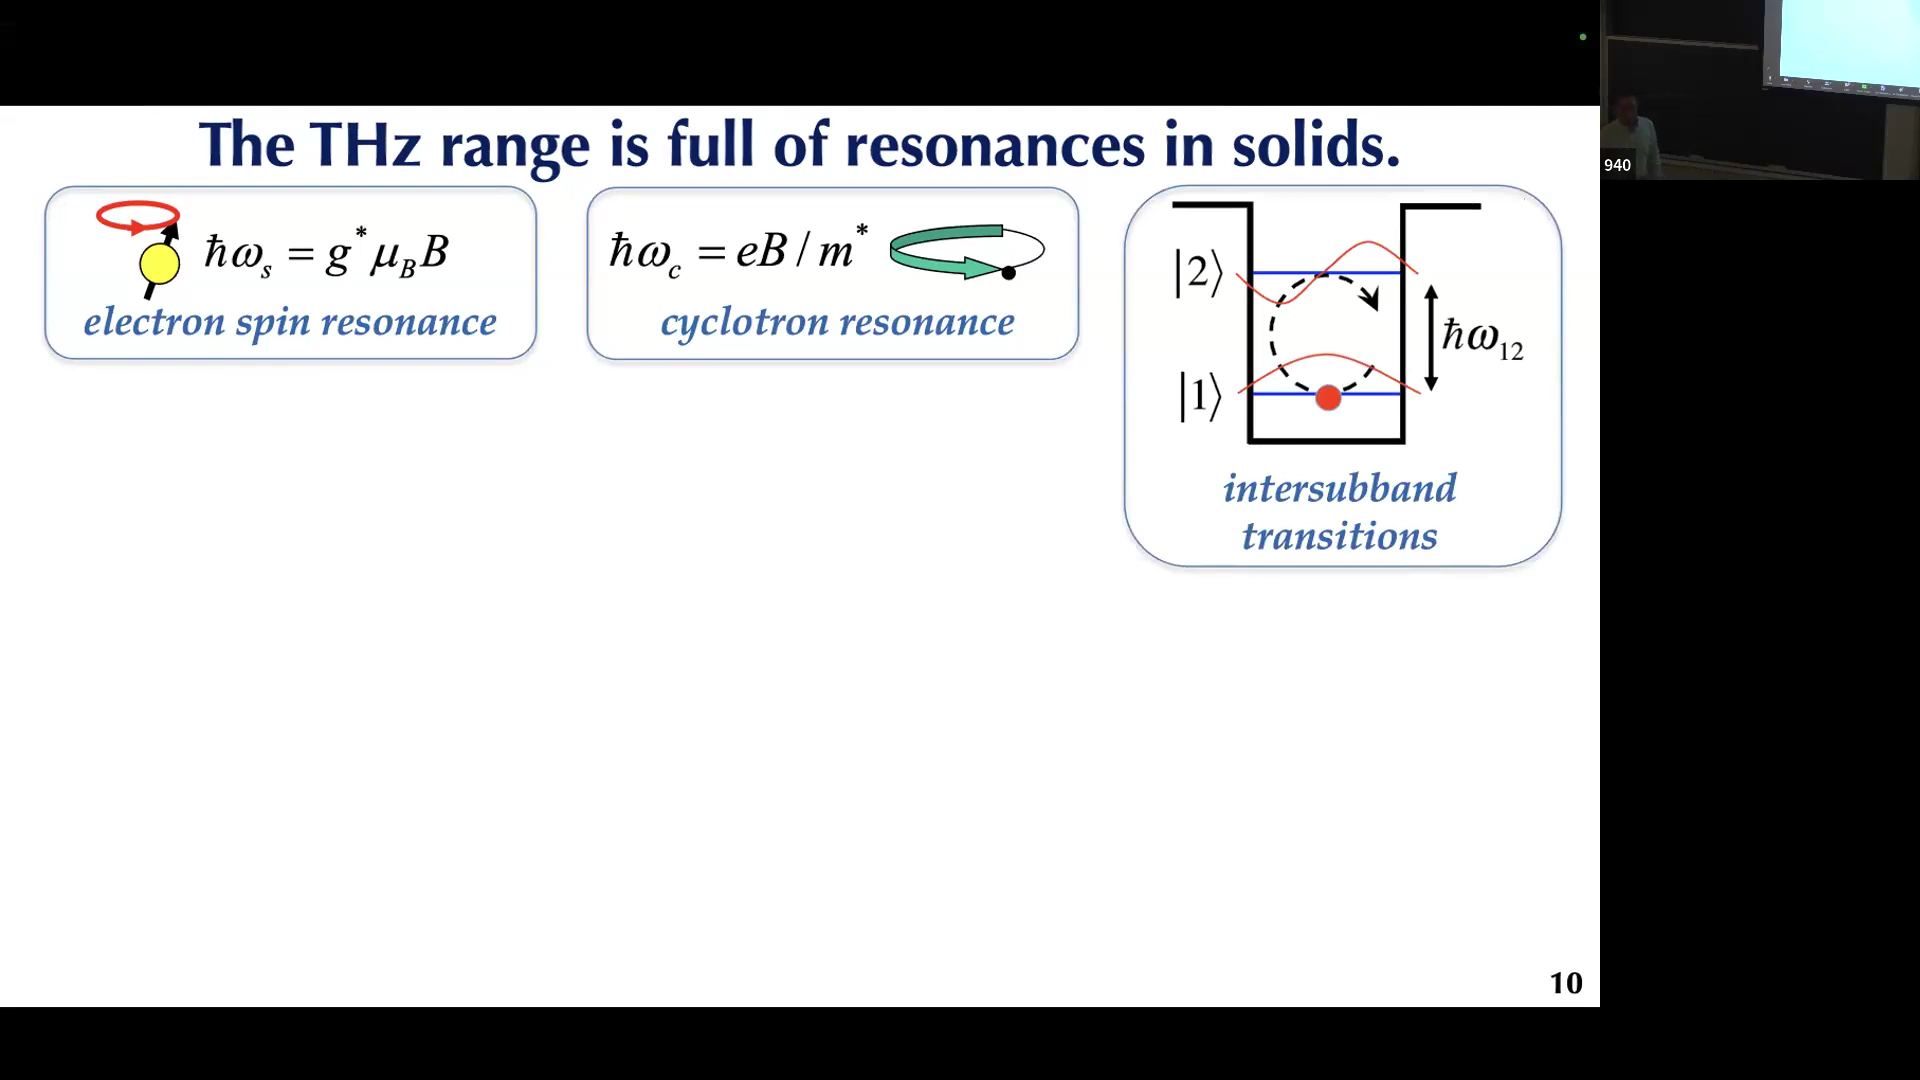 The THz range is full of resonances in solids.
ħω_s = g* μ_B B
electron spin resonance
ħω_c = eB / m*
cyclotron resonance
|2⟩
ħω_12
|1⟩
intersubband
transitions
10
940